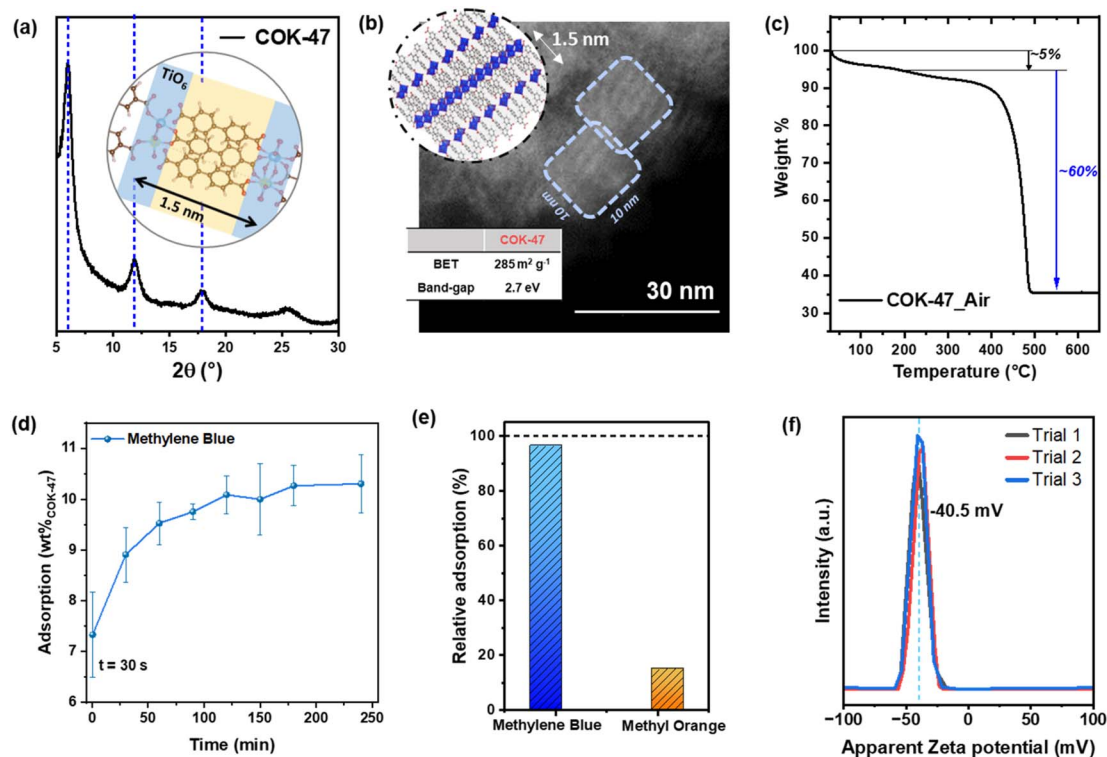 (a)
COK-47
TiO6
1.5 nm
5 10 15 20 25 30
2θ (°)
(b)
1.5 nm
10 nm
10 nm
COK-47
BET 285 m² g⁻¹
Band-gap 2.7 eV
30 nm
(c)
Weight %
100
90
80
70
60
50
40
30
~5%
~60%
COK-47_Air
100 200 300 400 500 600
Temperature (°C)
(d)
Methylene Blue
Adsorption (wt%COK-47)
11
10
9
8
7
6
t = 30 s
0 50 100 150 200 250
Time (min)
(e)
Relative adsorption (%)
100
80
60
40
20
0
Methylene Blue Methyl Orange
(f)
Trial 1
Trial 2
Trial 3
-40.5 mV
Intensity (a.u.)
−100 −50 0 50 100
Apparent Zeta potential (mV)